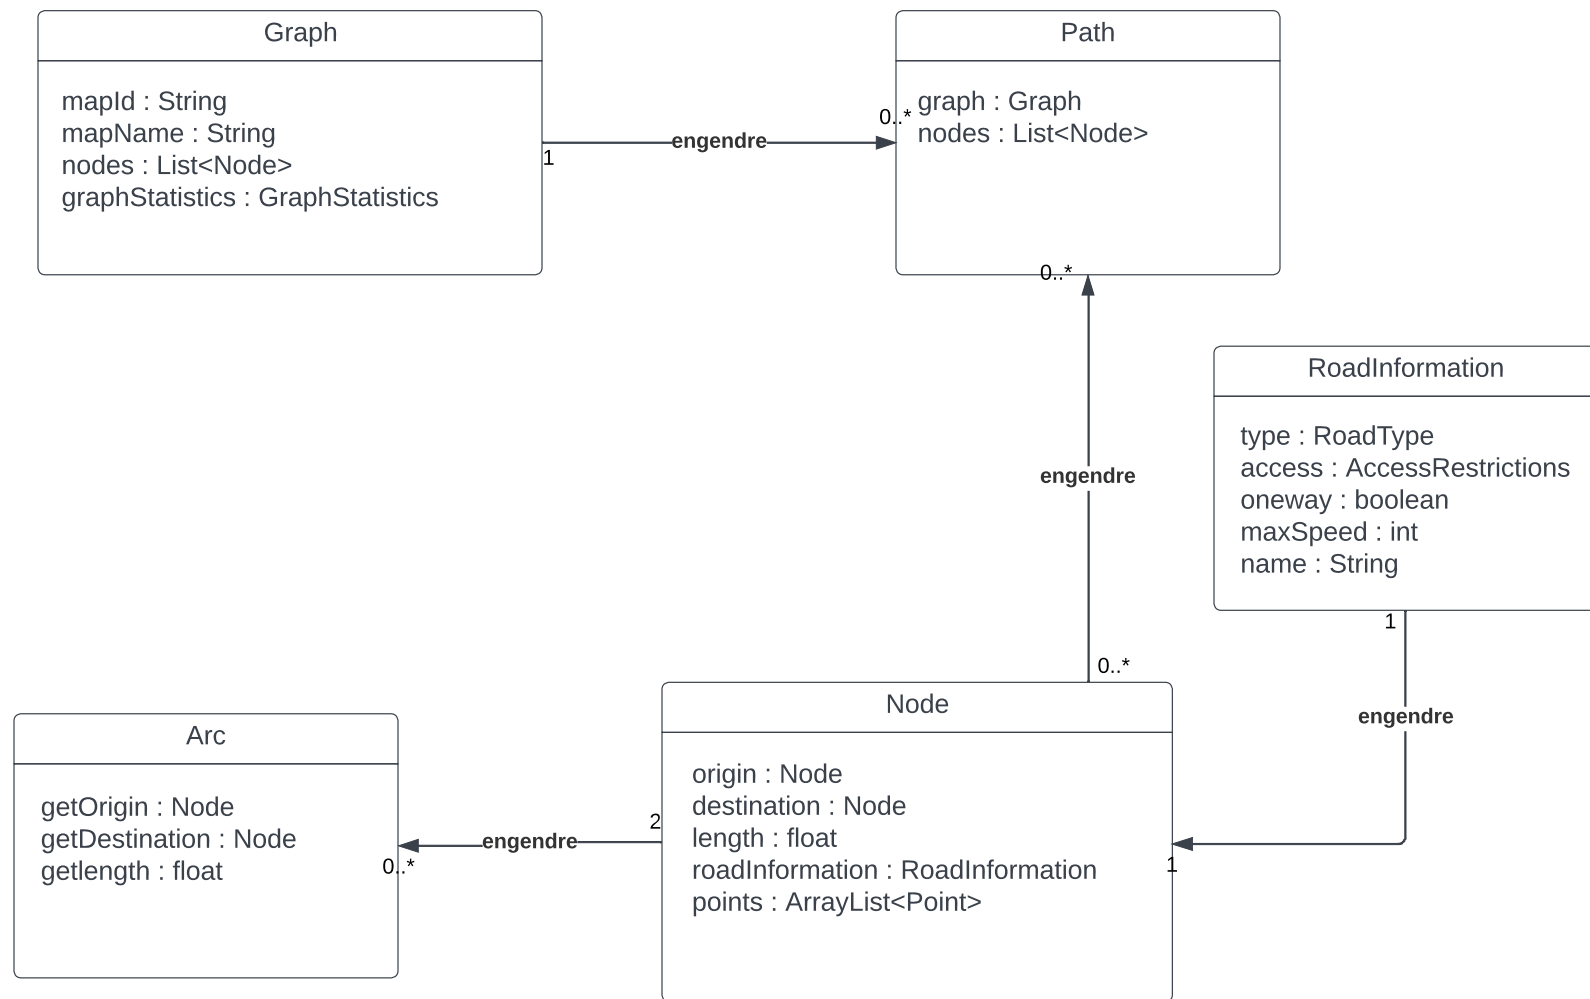 Graph
mapId : String
mapName : String
nodes : List<Node>
graphStatistics : GraphStatistics
1
engendre
0..*
Path
graph : Graph
nodes : List<Node>
0..*
engendre
0..*
RoadInformation
type : RoadType
access : AccessRestrictions
oneway : boolean
maxSpeed : int
name : String
1
engendre
1
Node
origin : Node
destination : Node
length : float
roadInformation : RoadInformation
points : ArrayList<Point>
2
engendre
0..*
Arc
getOrigin : Node
getDestination : Node
getlength : float